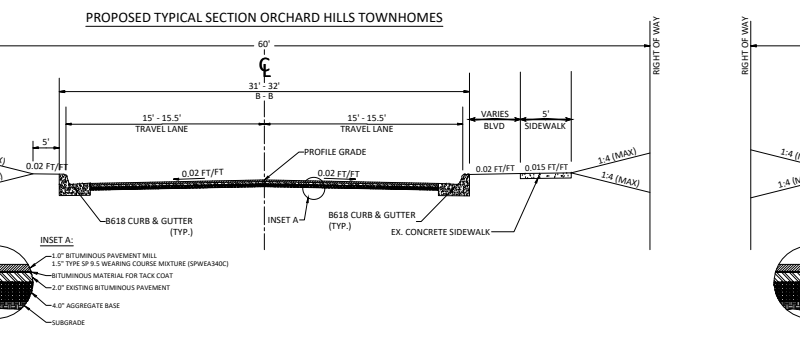 PROPOSED TYPICAL SECTION ORCHARD HILLS TOWNHOMES
60'
RIGHT OF WAY
RIGHT OF WAY
31' - 32'
B - B
15' - 15.5'
TRAVEL LANE
15' - 15.5'
TRAVEL LANE
VARIES
BLVD
5'
SIDEWALK
5'
PROFILE GRADE
0.02 FT/FT
0.02 FT/FT
0.02 FT/FT
0.02 FT/FT
0.015 FT/FT
1:4 (MAX)
1:4 (MAX)
B618 CURB & GUTTER
(TYP.)
INSET A
B618 CURB & GUTTER
(TYP.)
EX. CONCRETE SIDEWALK
INSET A:
1.0" BITUMINOUS PAVEMENT MILL
1.5" TYPE SP 9.5 WEARING COURSE MIXTURE (SPWEA340C)
BITUMINOUS MATERIAL FOR TACK COAT
2.0" EXISTING BITUMINOUS PAVEMENT
4.0" AGGREGATE BASE
SUBGRADE